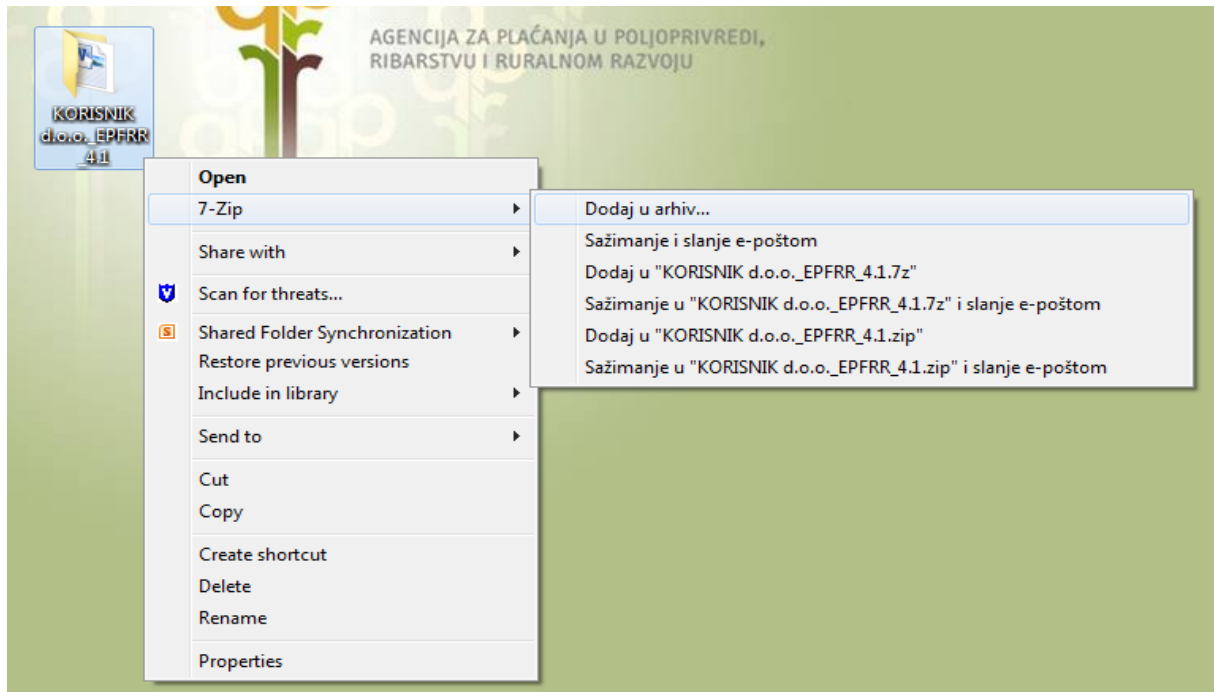 AGENCIJA ZA PLAĆANJA U POLJOPRIVREDI,
RIBARSTVU I RURALNOM RAZVOJU
KORISNIK
d.o.o._EPFRR
_4.1
Open
7-Zip
Share with
Scan for threats...
Shared Folder Synchronization
Restore previous versions
Include in library
Send to
Cut
Copy
Create shortcut
Delete
Rename
Properties
Dodaj u arhiv...
Sažimanje i slanje e-poštom
Dodaj u "KORISNIK d.o.o._EPFRR_4.1.7z"
Sažimanje u "KORISNIK d.o.o._EPFRR_4.1.7z" i slanje e-poštom
Dodaj u "KORISNIK d.o.o._EPFRR_4.1.zip"
Sažimanje u "KORISNIK d.o.o._EPFRR_4.1.zip" i slanje e-poštom